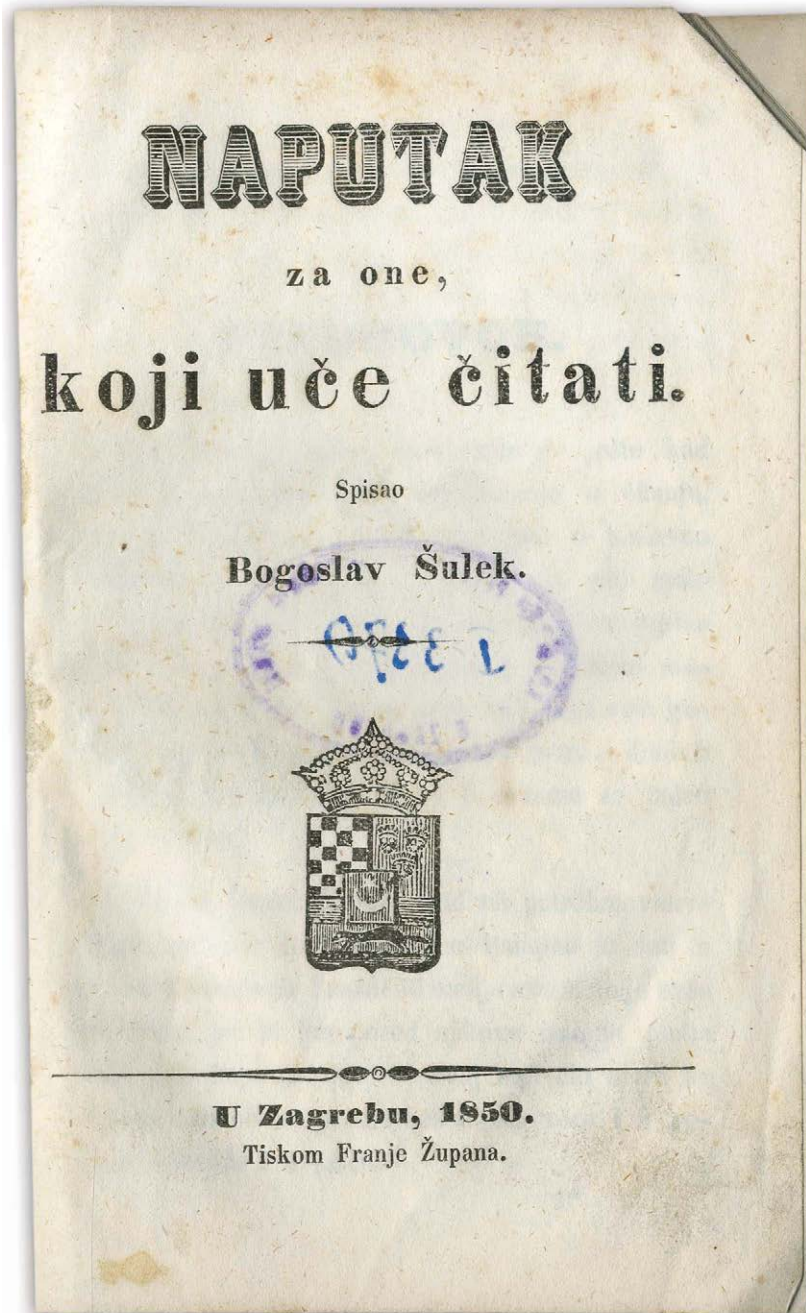 NAPUTAK
za one,
koji uče čitati.
Spisao
Bogoslav Šulek.
U Zagrebu, 1850.
Tiskom Franje Župana.